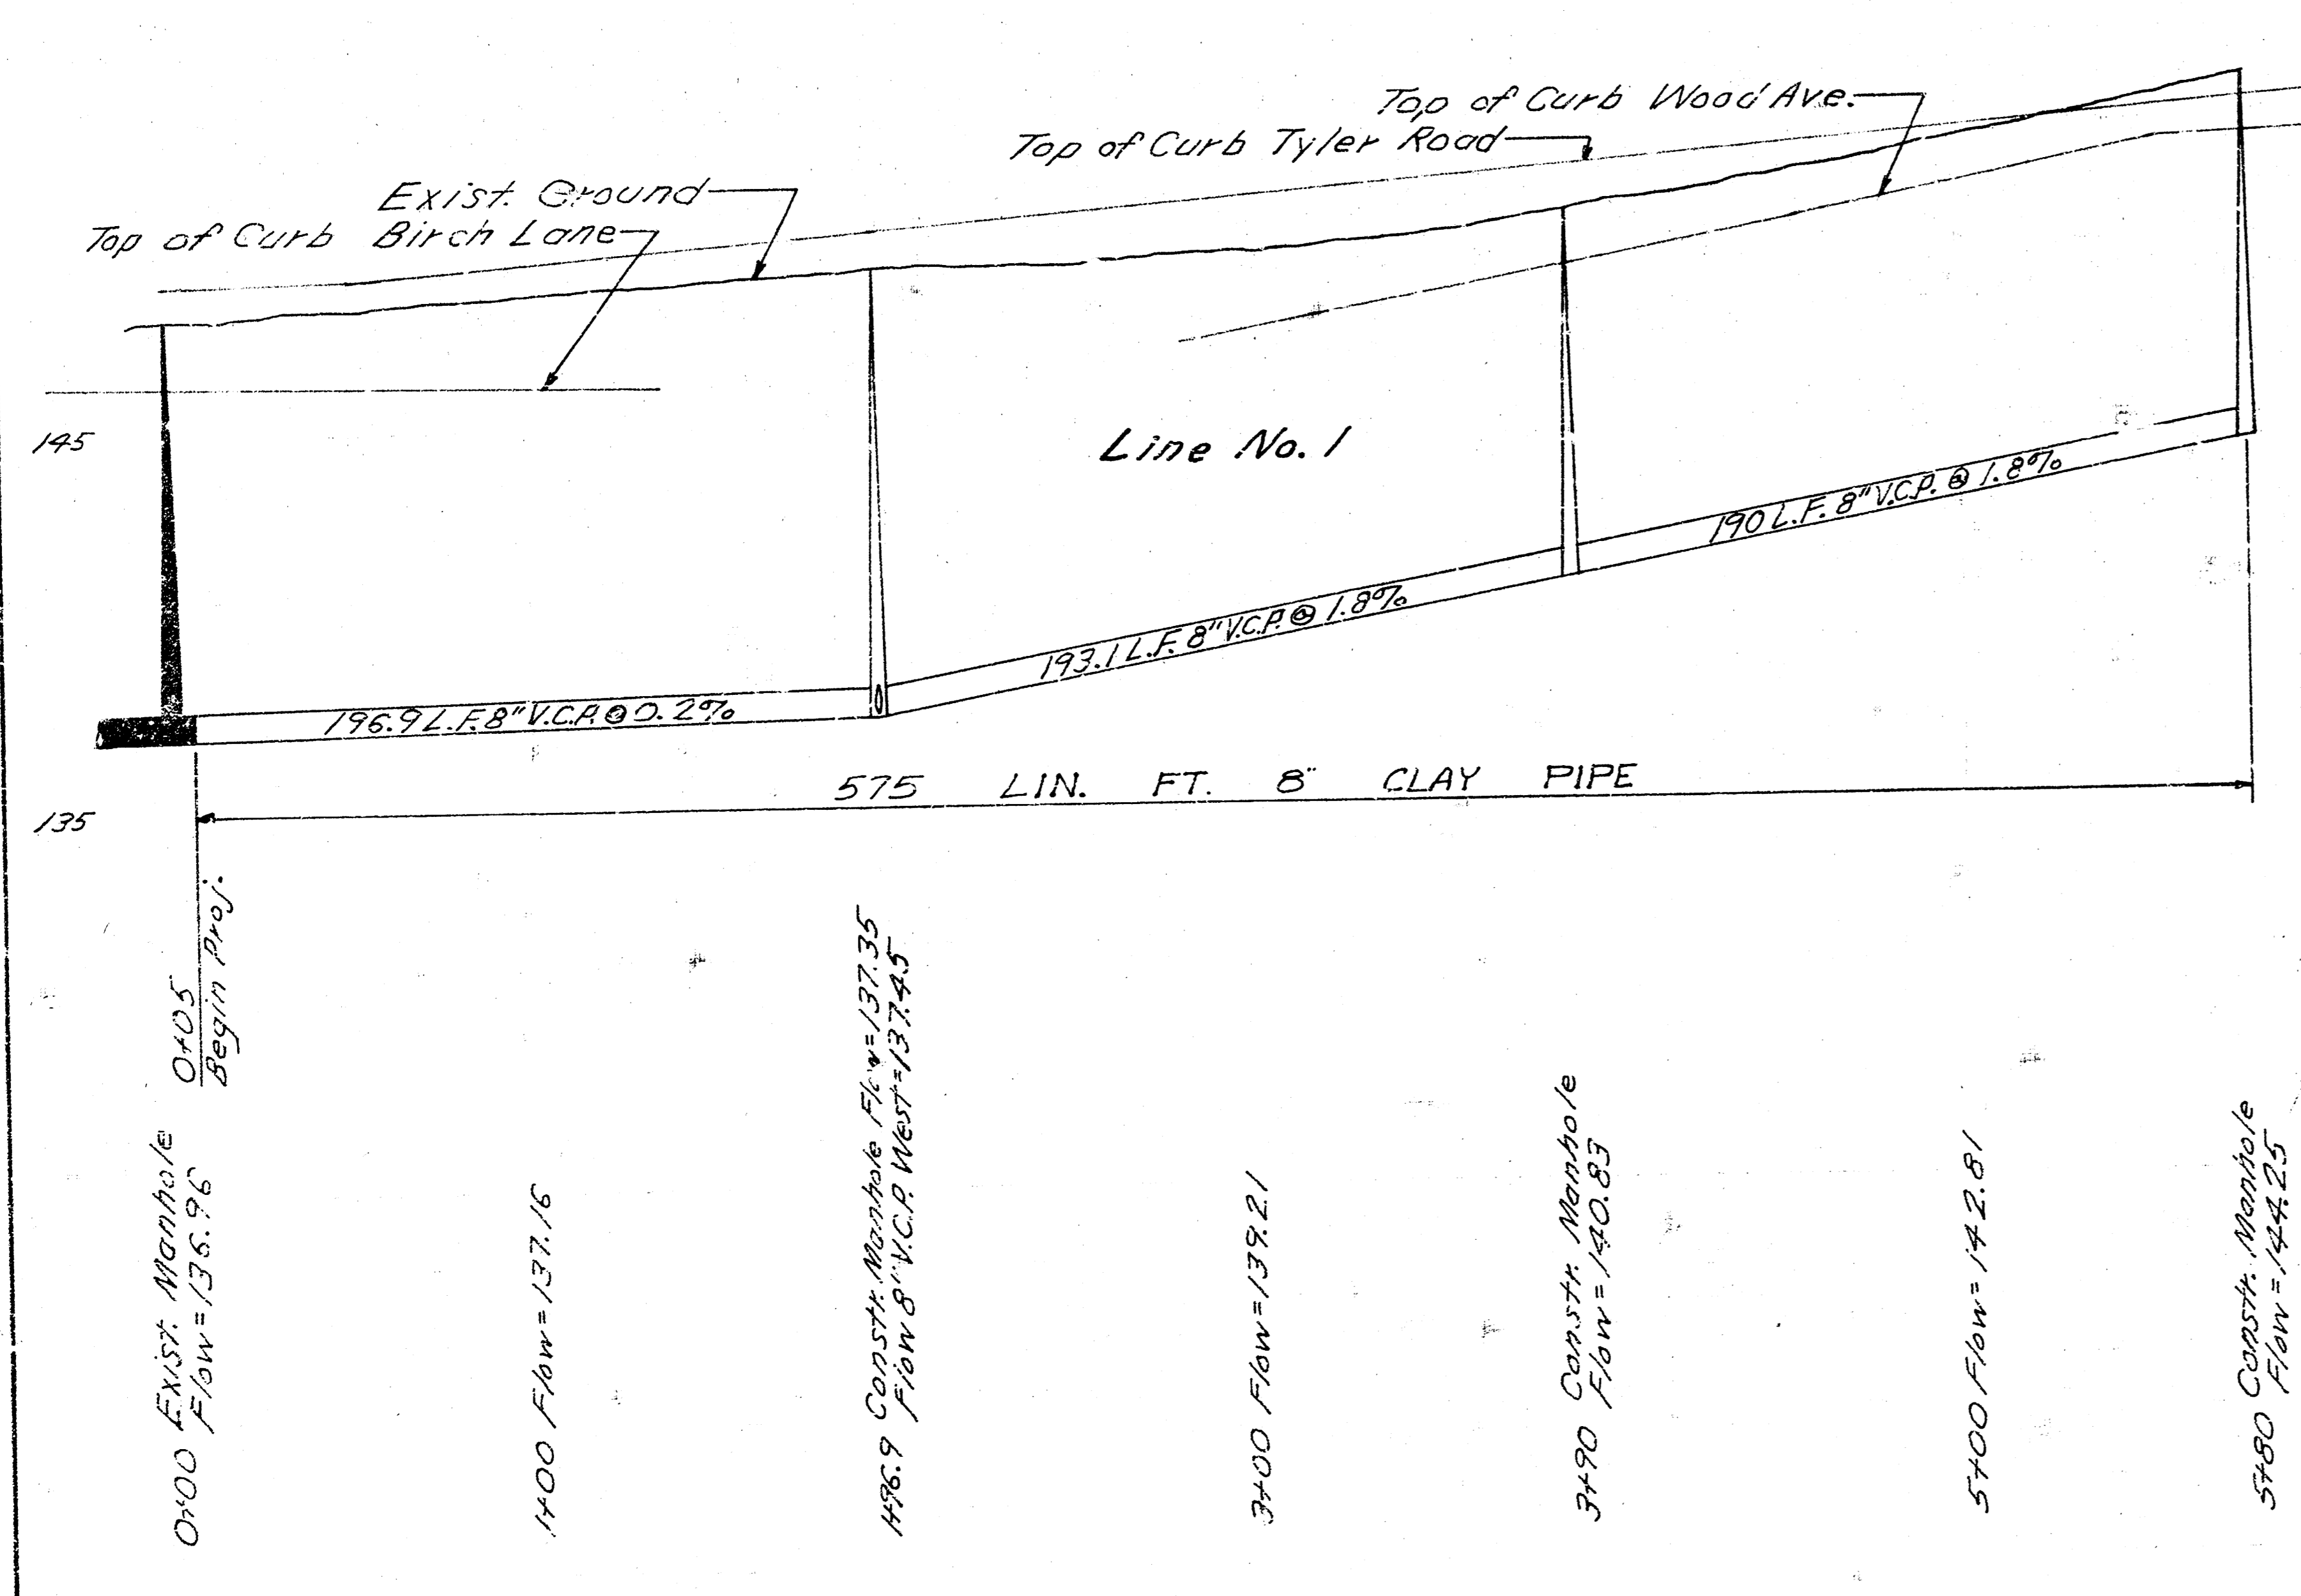 Top of Curb Wood Ave.
Top of Curb Tyler Road
Exist. Ground
Top of Curb Birch Lane
145
Line No. 1
190 L.F. 8" V.C.P. @ 1.8%
193.1 L.F. 8" V.C.P. @ 1.8%
196.9 L.F. 8" V.C.P. @ 0.2%
575 LIN. FT. 8" CLAY PIPE
135
0+05
Begin Proj.
0+00 Exist. Manhole
Flow=136.96
1+00 Flow=137.16
1+96.9 Constr. Manhole Flow=137.35
Flow 8" V.C.P. West=137.45
3+00 Flow=139.21
3+90 Constr. Manhole
Flow=140.83
5+00 Flow=142.81
5+80 Constr. Manhole
Flow=144.25